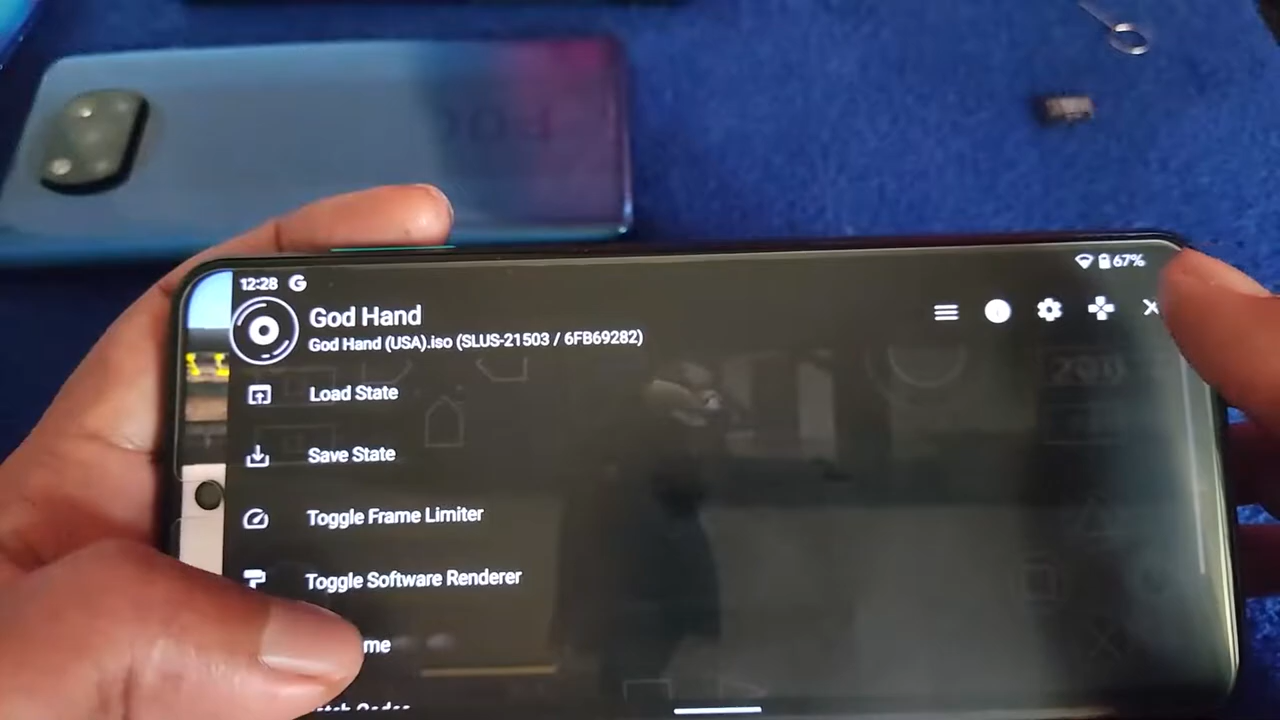 12:28 G
67%
God Hand
God Hand (USA).iso (SLUS-21503 / 6FB69282)
Load State
Save State
Toggle Frame Limiter
Toggle Software Renderer